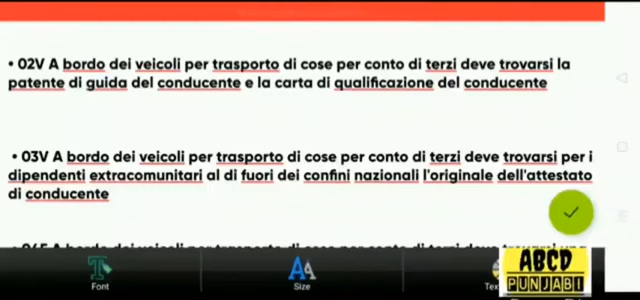 • 02V A bordo dei veicoli per trasporto di cose per conto di terzi deve trovarsi la
patente di guida del conducente e la carta di qualificazione del conducente
• 03V A bordo dei veicoli per trasporto di cose per conto di terzi deve trovarsi per i
dipendenti extracomunitari al di fuori dei confini nazionali l'originale dell'attestato
di conducente
Font
Size
ABCD
PUNJABI